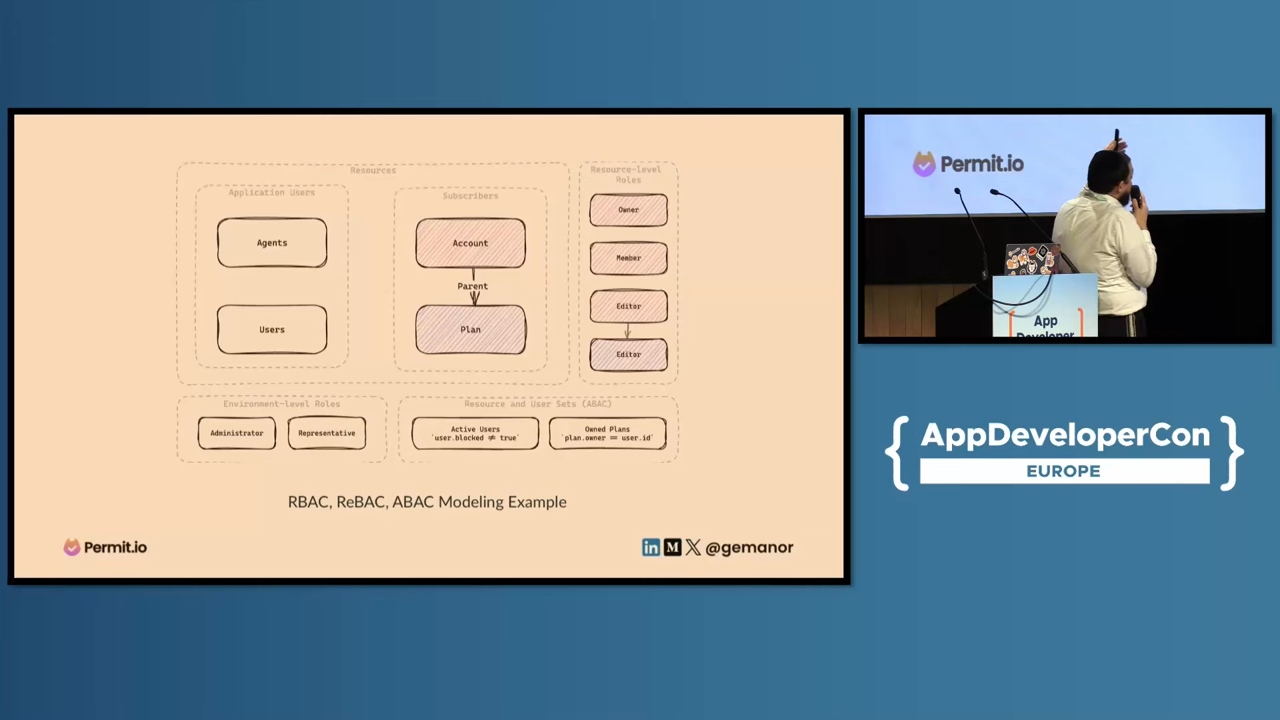 Resources
Application Users
Agents
Users
Subscribers
Account
Parent
Plan
Resource-level
Roles
Owner
Member
Editor
Editor
Environment-level Roles
Administrator
Representative
Resource and User Sets (ABAC)
Active Users
`user.blocked ≠ true`
Owned Plans
`plan.owner == user.id`
RBAC, ReBAC, ABAC Modeling Example
Permit.io
in M X @gemanor
Permit.io
App
Developer
{ AppDeveloperCon }
EUROPE